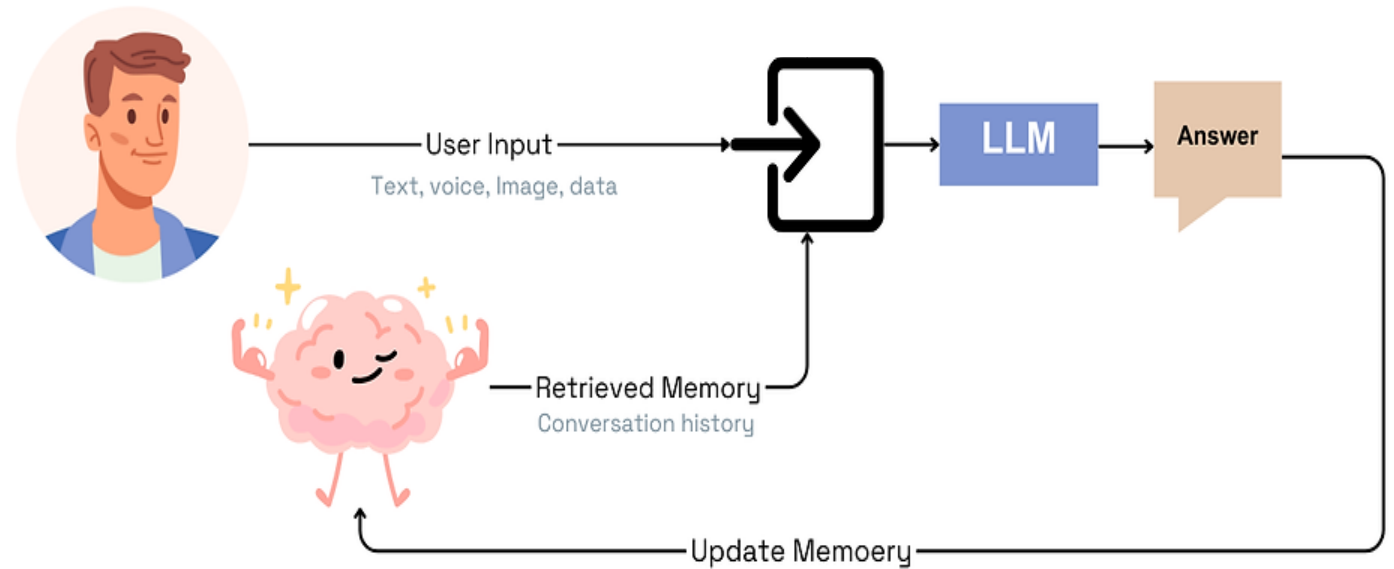 User Input
Text, voice, Image, data
LLM
Answer
Retrieved Memory
Conversation history
Update Memoery